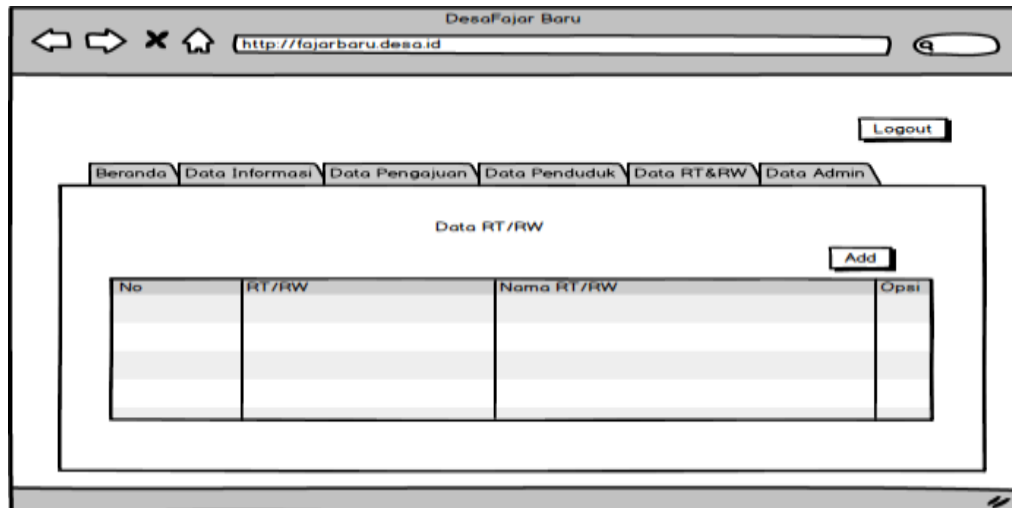 DesaFajar Baru
http://fajarbaru.desa.id
Logout
Beranda Data Informasi Data Pengajuan Data Penduduk Data RT&RW Data Admin
Data RT/RW
Add
No RT/RW Nama RT/RW Opsi